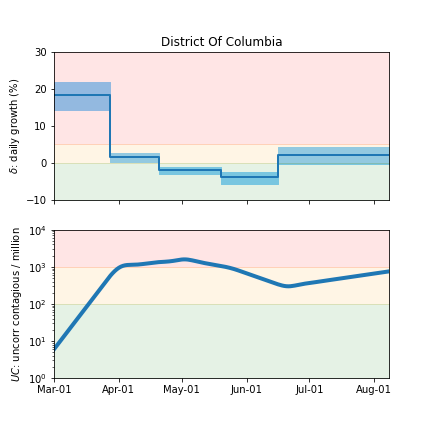 District Of Columbia
δ: daily growth (%)
30
20
10
0
−10
UC: uncorr contagious / million
10⁴
10³
10²
10¹
10⁰
Mar-01 Apr-01 May-01 Jun-01 Jul-01 Aug-01